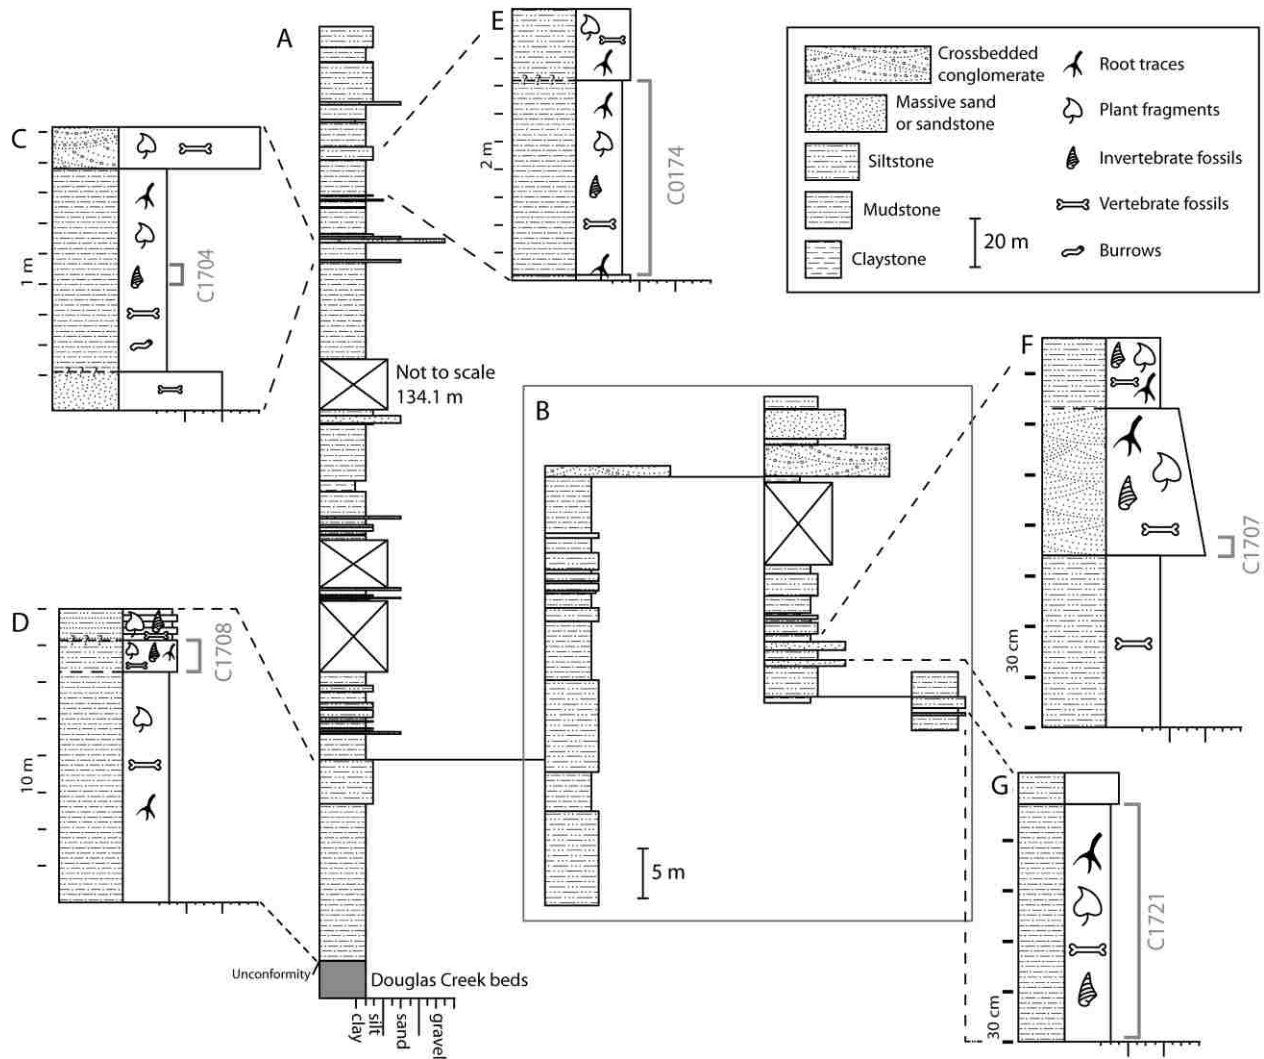 A
E
Crossbedded
conglomerate
Root traces
Massive sand
or sandstone
Plant fragments
Siltstone
Invertebrate fossils
Mudstone
Vertebrate fossils
20 m
Claystone
Burrows
C
1 m
C1704
2 m
C0174
Not to scale
134.1 m
B
F
30 cm
C1707
D
10 m
C1708
5 m
G
30 cm
C1721
Unconformity
Douglas Creek beds
clay
silt
sand
gravel